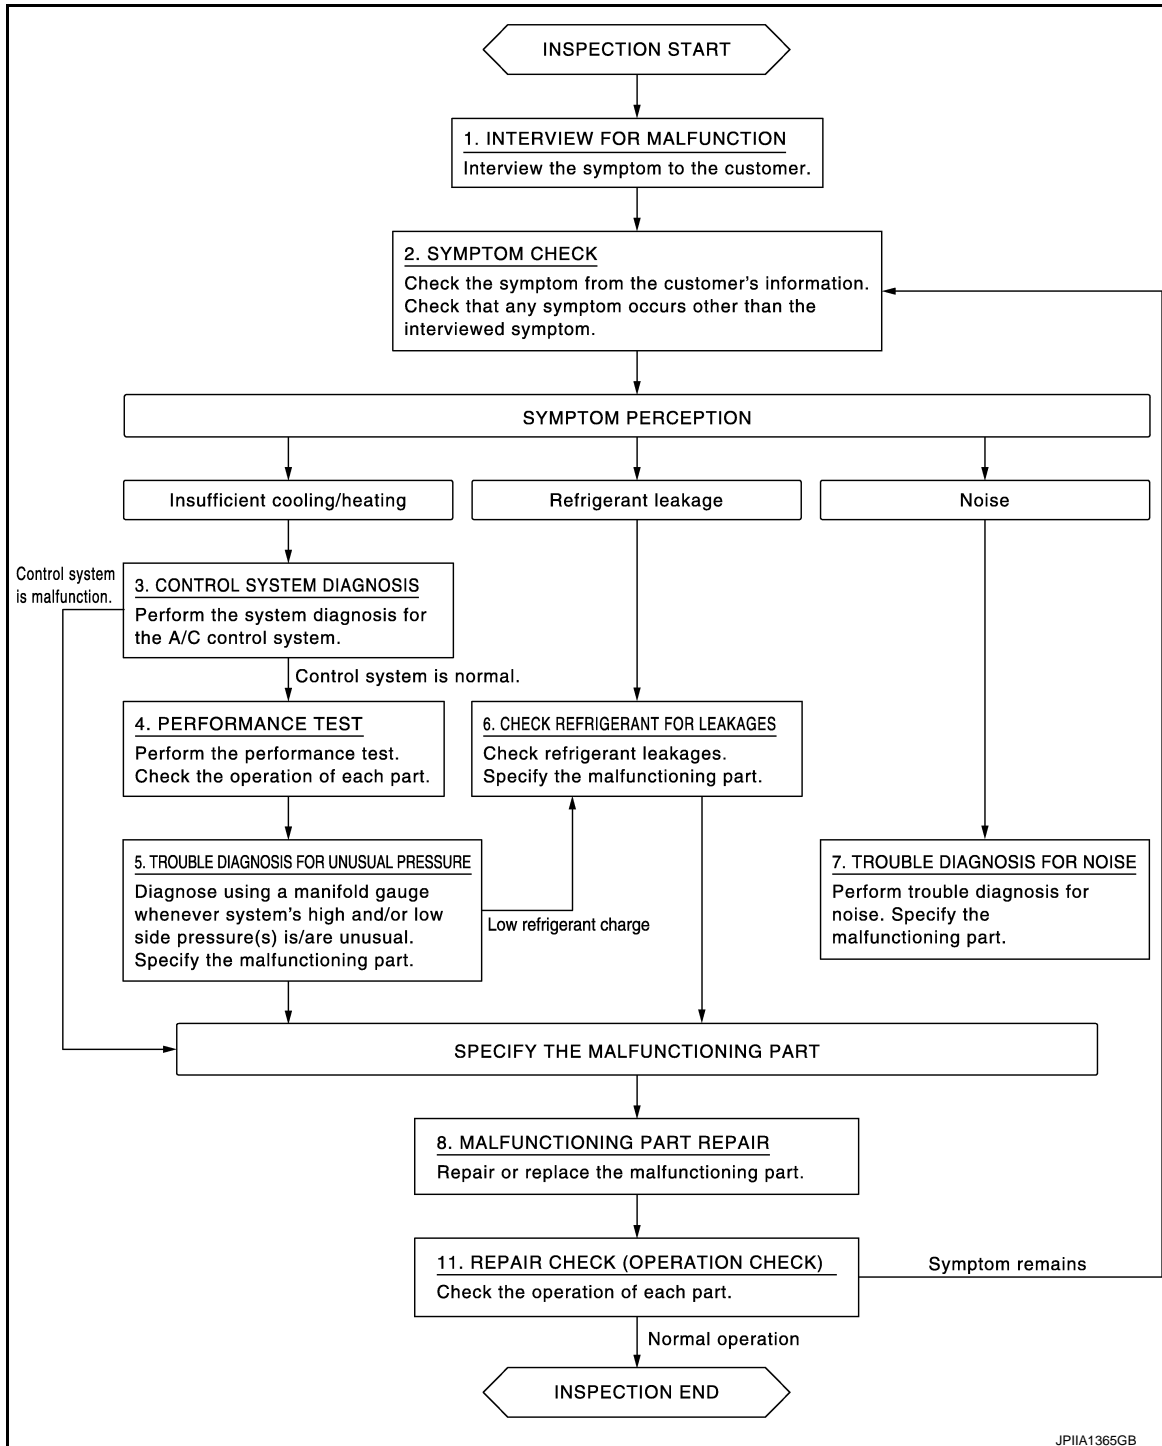 INSPECTION START
1. INTERVIEW FOR MALFUNCTION
Interview the symptom to the customer.
2. SYMPTOM CHECK
Check the symptom from the customer's information.
Check that any symptom occurs other than the
interviewed symptom.
SYMPTOM PERCEPTION
Insufficient cooling/heating
Refrigerant leakage
Noise
Control system
is malfunction.
3. CONTROL SYSTEM DIAGNOSIS
Perform the system diagnosis for
the A/C control system.
Control system is normal.
4. PERFORMANCE TEST
Perform the performance test.
Check the operation of each part.
6. CHECK REFRIGERANT FOR LEAKAGES
Check refrigerant leakages.
Specify the malfunctioning part.
5. TROUBLE DIAGNOSIS FOR UNUSUAL PRESSURE
Diagnose using a manifold gauge
whenever system's high and/or low
side pressure(s) is/are unusual.
Specify the malfunctioning part.
Low refrigerant charge
7. TROUBLE DIAGNOSIS FOR NOISE
Perform trouble diagnosis for
noise. Specify the
malfunctioning part.
SPECIFY THE MALFUNCTIONING PART
8. MALFUNCTIONING PART REPAIR
Repair or replace the malfunctioning part.
11. REPAIR CHECK (OPERATION CHECK)
Check the operation of each part.
Symptom remains
Normal operation
INSPECTION END
JPIIA1365GB